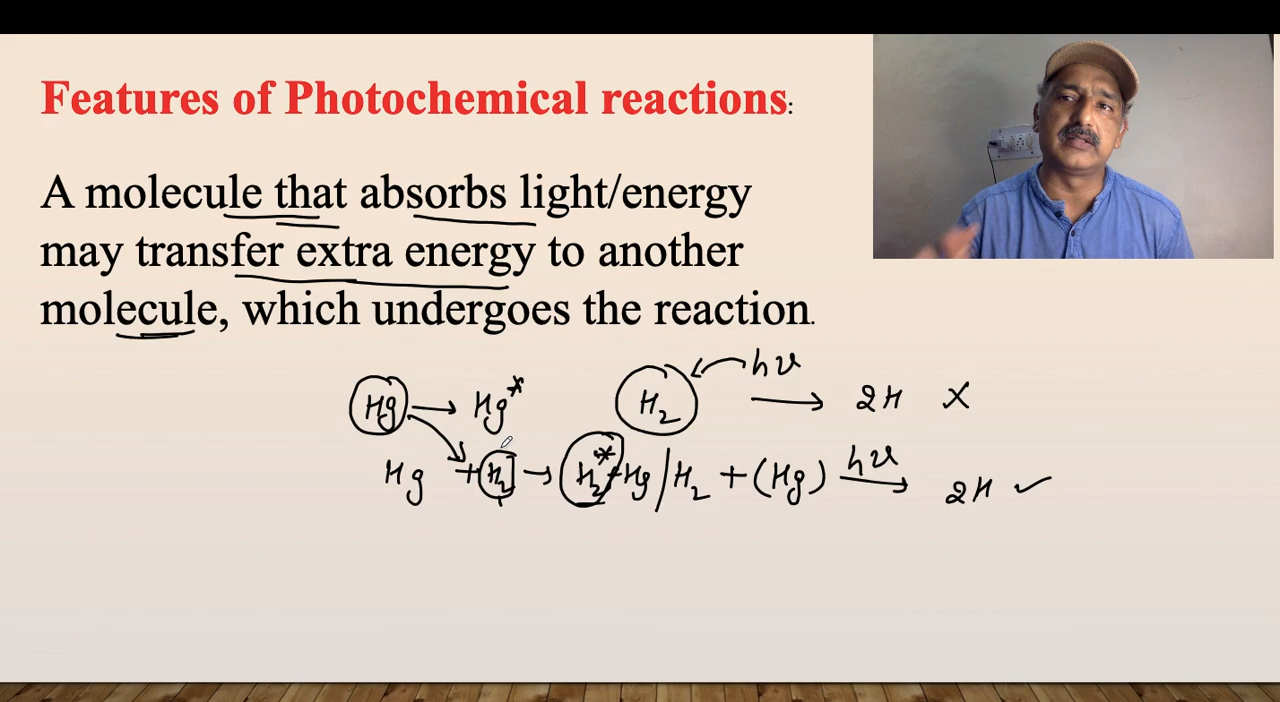 Features of Photochemical reactions:
A molecule that absorbs light/energy
may transfer extra energy to another
molecule, which undergoes the reaction.
Hg → Hg* H₂ hν → 2H ×
Hg + H₂ → H₂* + Hg / H₂ + (Hg) hν → 2H ✓